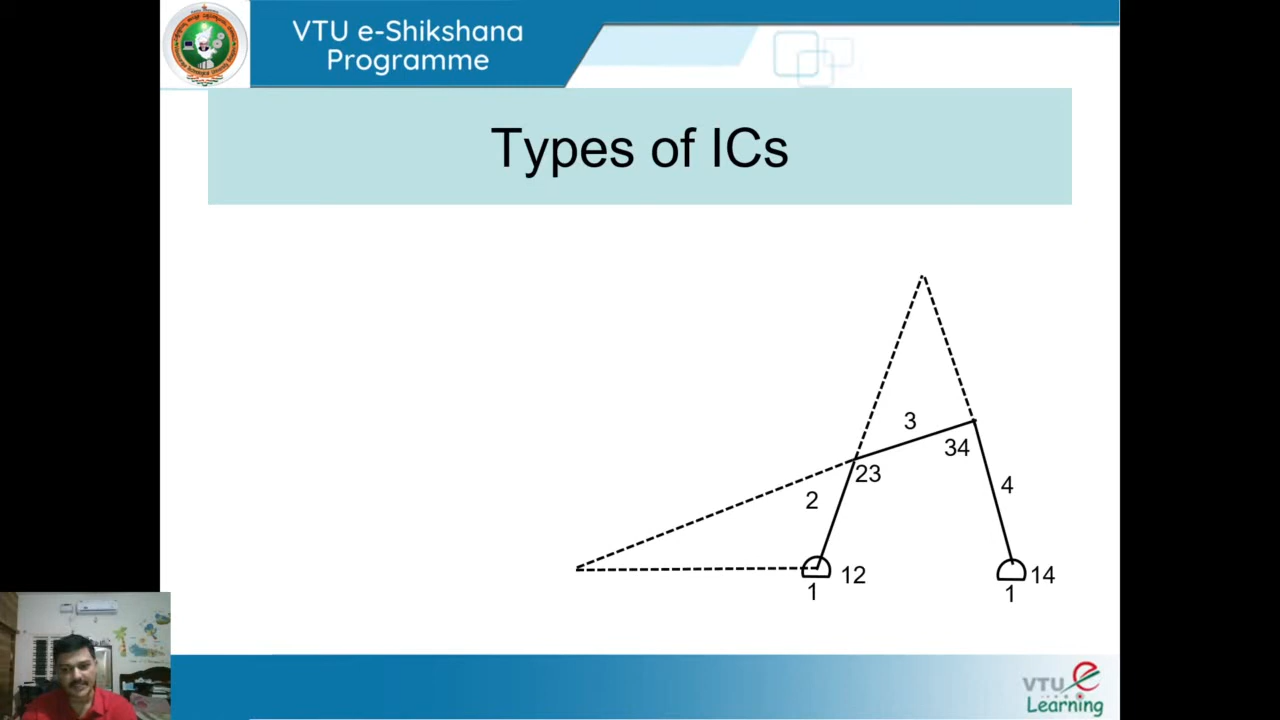 VTU e-Shikshana
Programme
Types of ICs
3
34
23
2
4
12
14
1
1
VTU
Learning